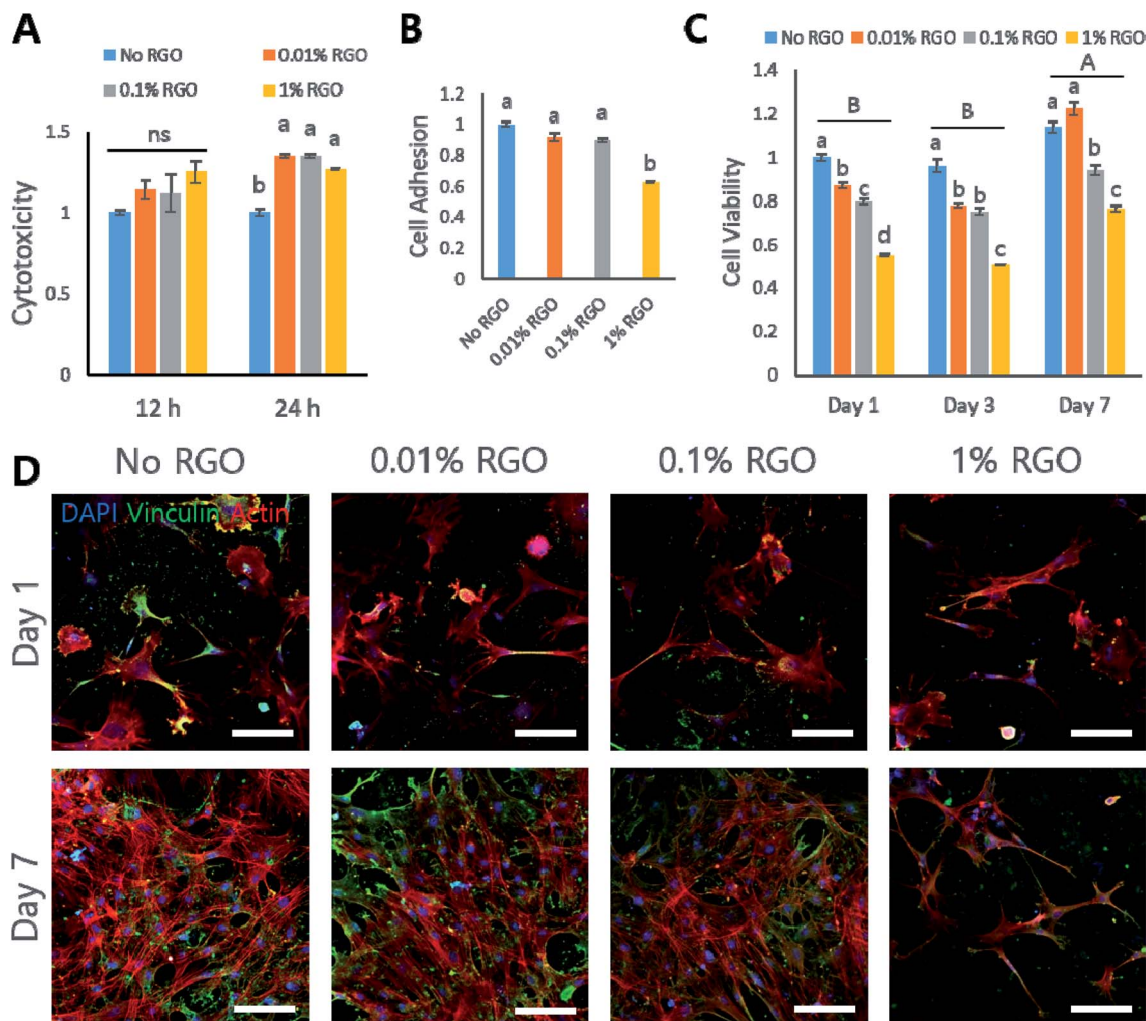 A
No RGO
0.01% RGO
0.1% RGO
1% RGO
Cytotoxicity
1.5
1
0.5
0
ns
b
a
a
a
12 h
24 h
B
Cell Adhesion
1.2
1
0.8
0.6
0.4
0.2
0
a
a
a
b
No RGO
0.01% RGO
0.1% RGO
1% RGO
C
No RGO
0.01% RGO
0.1% RGO
1% RGO
Cell Viability
1.4
1.2
1
0.8
0.6
0.4
0.2
0
B
a
b
c
d
B
a
b
b
c
A
a
a
b
c
Day 1
Day 3
Day 7
D
No RGO
0.01% RGO
0.1% RGO
1% RGO
DAPI Vinculin Actin
Day 1
Day 7